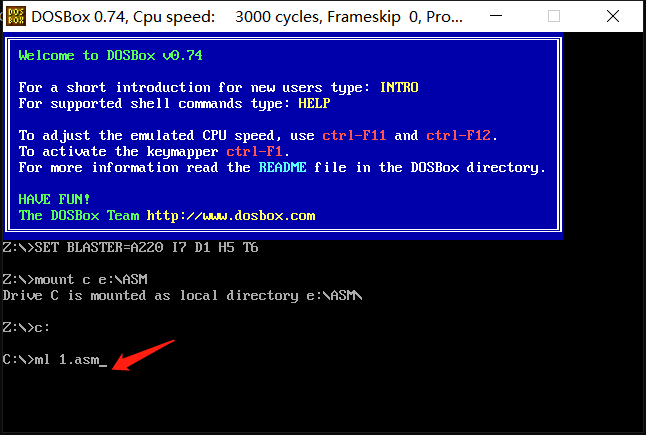 DOSBox 0.74, Cpu speed: 3000 cycles, Frameskip 0, Pro...
Welcome to DOSBox v0.74
For a short introduction for new users type: INTRO
For supported shell commands type: HELP
To adjust the emulated CPU speed, use ctrl-F11 and ctrl-F12.
To activate the keymapper ctrl-F1.
For more information read the README file in the DOSBox directory.
HAVE FUN!
The DOSBox Team http://www.dosbox.com
Z:\>SET BLASTER=A220 I7 D1 H5 T6
Z:\>mount c e:\ASM
Drive C is mounted as local directory e:\ASM\
Z:\>c:
C:\>ml 1.asm_